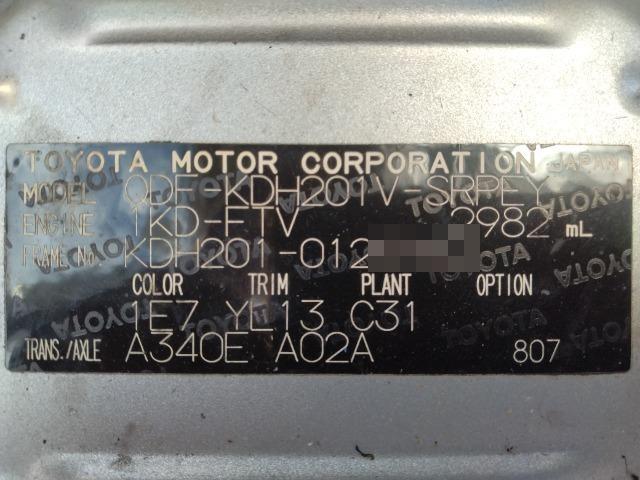 TOYOTA MOTOR CORPORATION JAPAN
MODEL QDF-KDH201V-SRPEY
ENGINE 1KD-FTV 2982 mL
FRAME No. KDH201-012
COLOR TRIM PLANT OPTION
1E7 YL13 C31
TRANS./AXLE A340E A02A 807